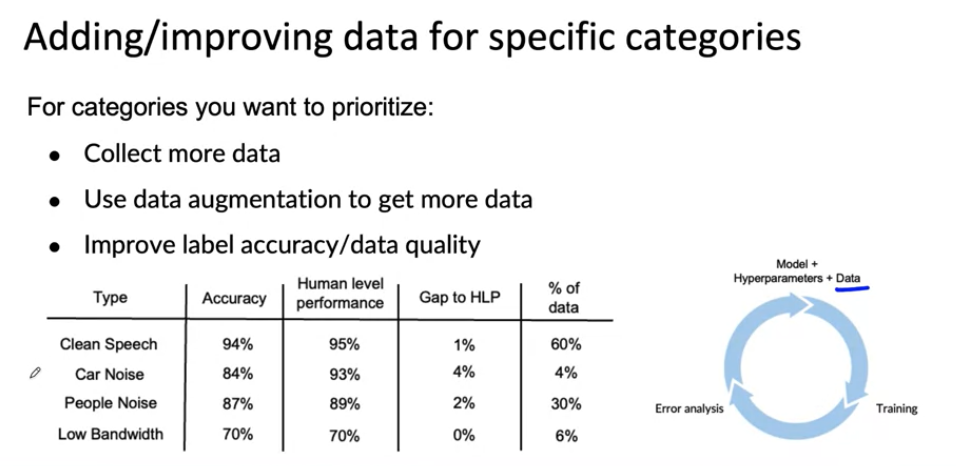 Adding/improving data for specific categories
For categories you want to prioritize:
• Collect more data
• Use data augmentation to get more data
• Improve label accuracy/data quality
Type Accuracy Human level performance Gap to HLP % of data
Clean Speech 94% 95% 1% 60%
Car Noise 84% 93% 4% 4%
People Noise 87% 89% 2% 30%
Low Bandwidth 70% 70% 0% 6%
Model +
Hyperparameters + Data
Error analysis
Training